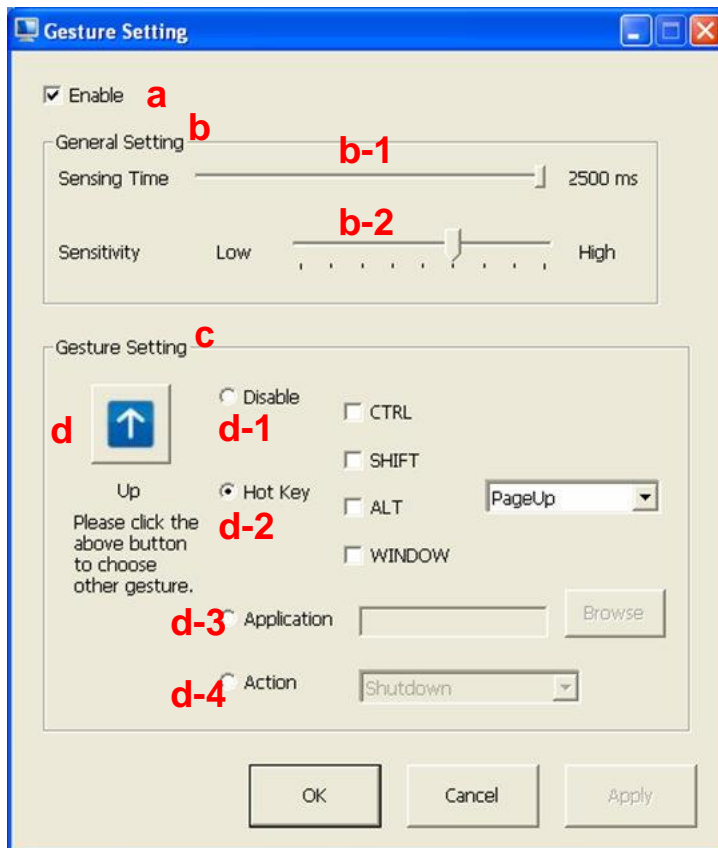 Gesture Setting
Enable a
General Setting b
b-1
Sensing Time 2500 ms
b-2
Sensitivity Low High
Gesture Setting c
d
Up
Please click the
above button
to choose
other gesture.
Disable
d-1
Hot Key
d-2
CTRL
SHIFT
ALT
WINDOW
PageUp
d-3 Application Browse
d-4 Action Shutdown
OK Cancel Apply